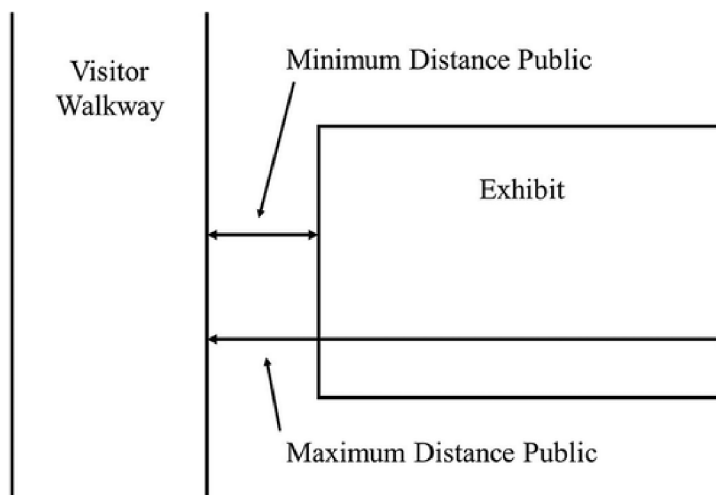 Visitor
Walkway
Minimum Distance Public
Exhibit
Maximum Distance Public